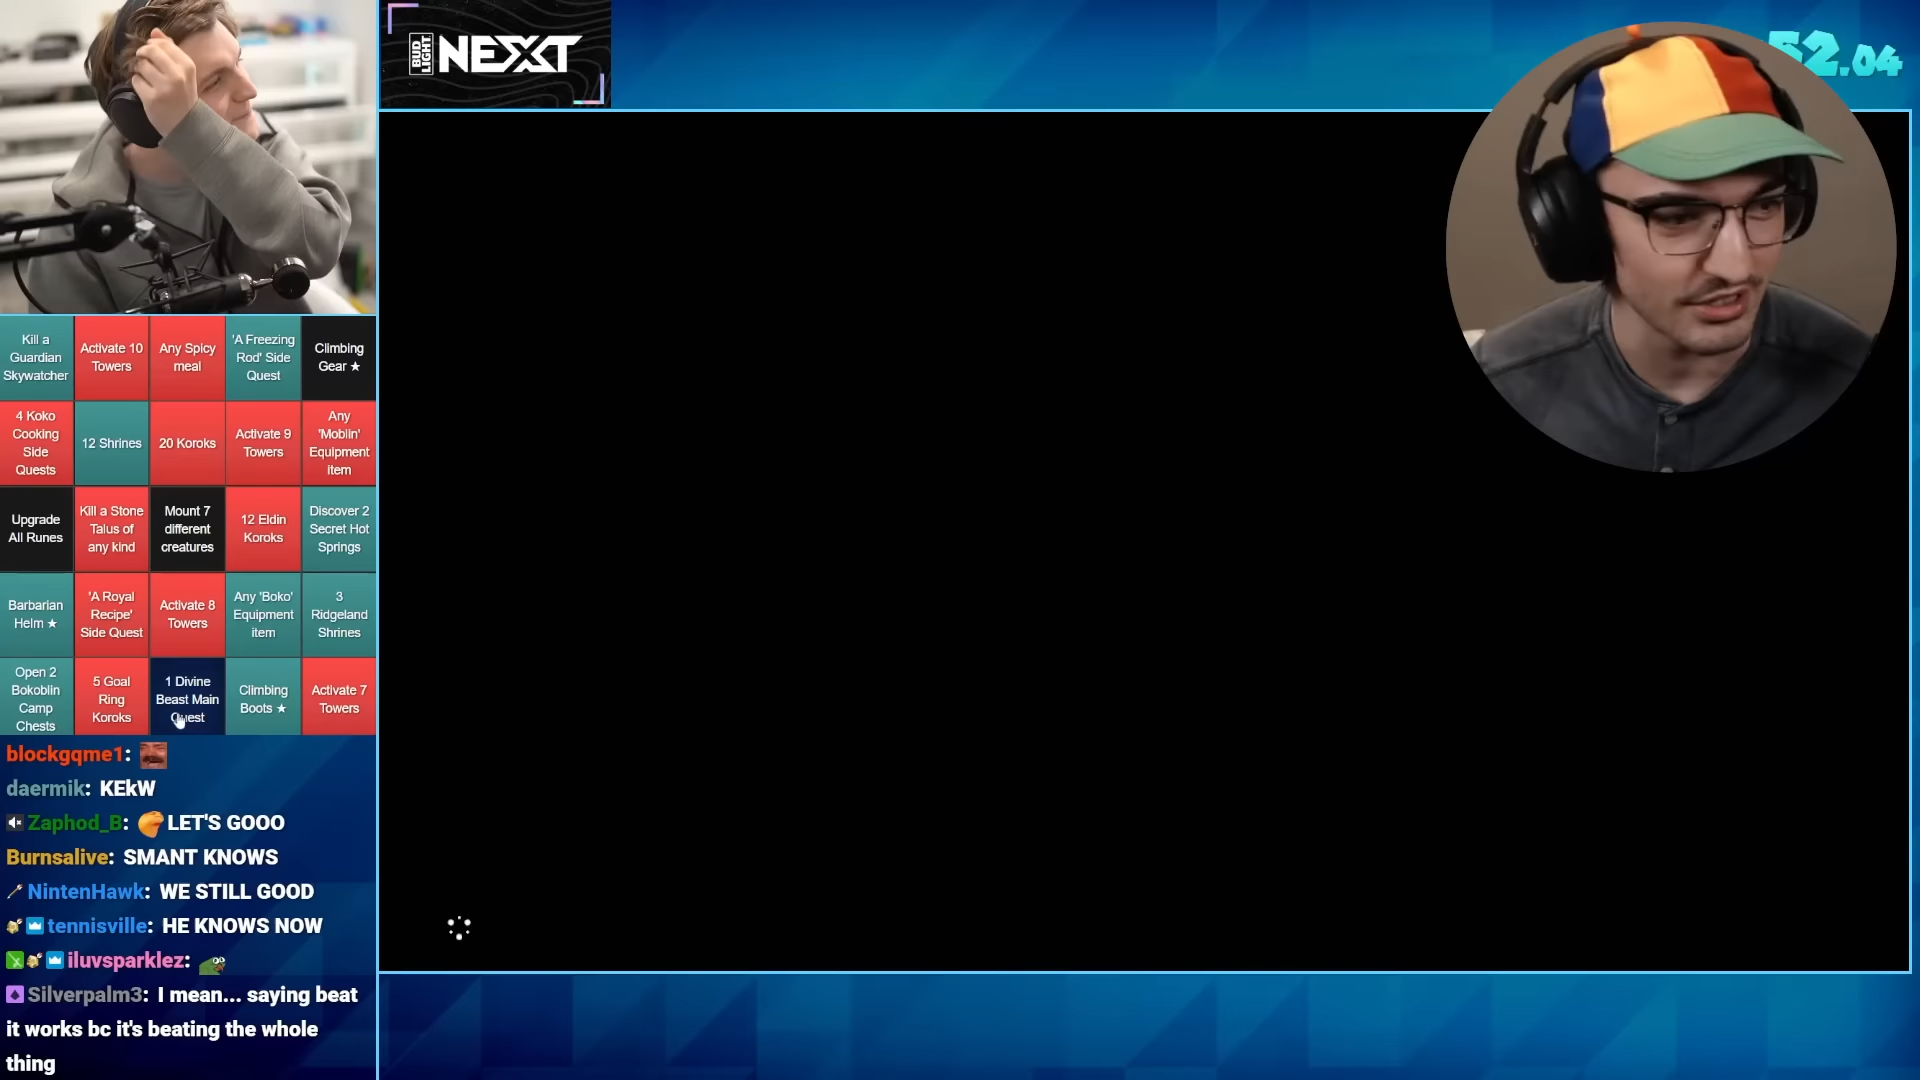 BUD LIGHT NEXT
52.04
Kill a
Guardian
Skywatcher
Activate 10
Towers
Any Spicy
meal
'A Freezing
Rod' Side
Quest
Climbing
Gear ★
4 Koko
Cooking
Side
Quests
12 Shrines
20 Koroks
Activate 9
Towers
Any
'Moblin'
Equipment
item
Upgrade
All Runes
Kill a Stone
Talus of
any kind
Mount 7
different
creatures
12 Eldin
Koroks
Discover 2
Secret Hot
Springs
Barbarian
Helm ★
'A Royal
Recipe'
Side Quest
Activate 8
Towers
Any 'Boko'
Equipment
item
3
Ridgeland
Shrines
Open 2
Bokoblin
Camp
Chests
5 Goal
Ring
Koroks
1 Divine
Beast Main
Quest
Climbing
Boots ★
Activate 7
Towers
blockgqme1:
daermik: KEkW
Zaphod_B: LET'S GOOO
Burnsalive: SMANT KNOWS
NintenHawk: WE STILL GOOD
tennisville: HE KNOWS NOW
iluvsparklez:
Silverpalm3: I mean... saying beat
it works bc it's beating the whole
thing